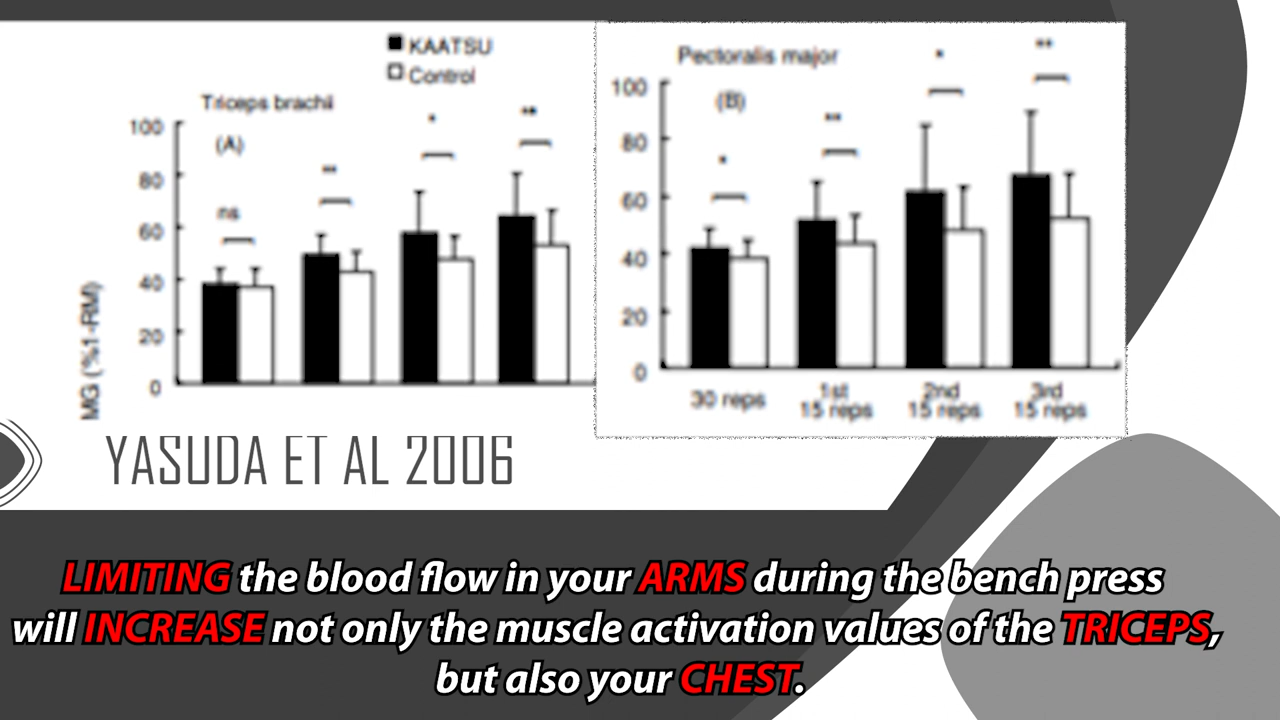 KAATSU
Control
Triceps brachii
(A)
100
80
60
40
20
0
ns
**
*
**
MG (%1-RM)
Pectoralis major
(B)
100
80
60
40
20
0
*
**
*
**
30 reps
1st
15 reps
2nd
15 reps
3rd
15 reps
YASUDA ET AL 2006
LIMITING the blood flow in your ARMS during the bench press
will INCREASE not only the muscle activation values of the TRICEPS,
but also your CHEST.